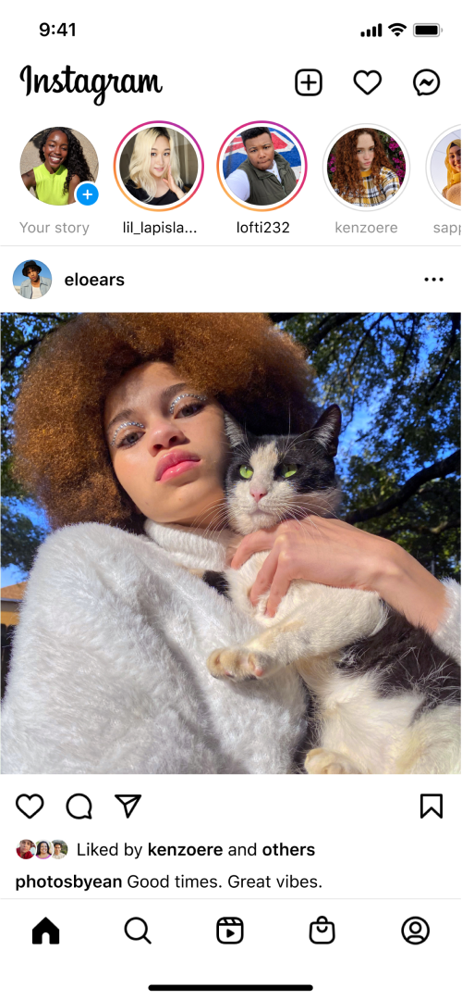 9:41
Instagram
Your story
lil_lapisla...
lofti232
kenzoere
sapp
eloears
Liked by kenzoere and others
photosbyean Good times. Great vibes.